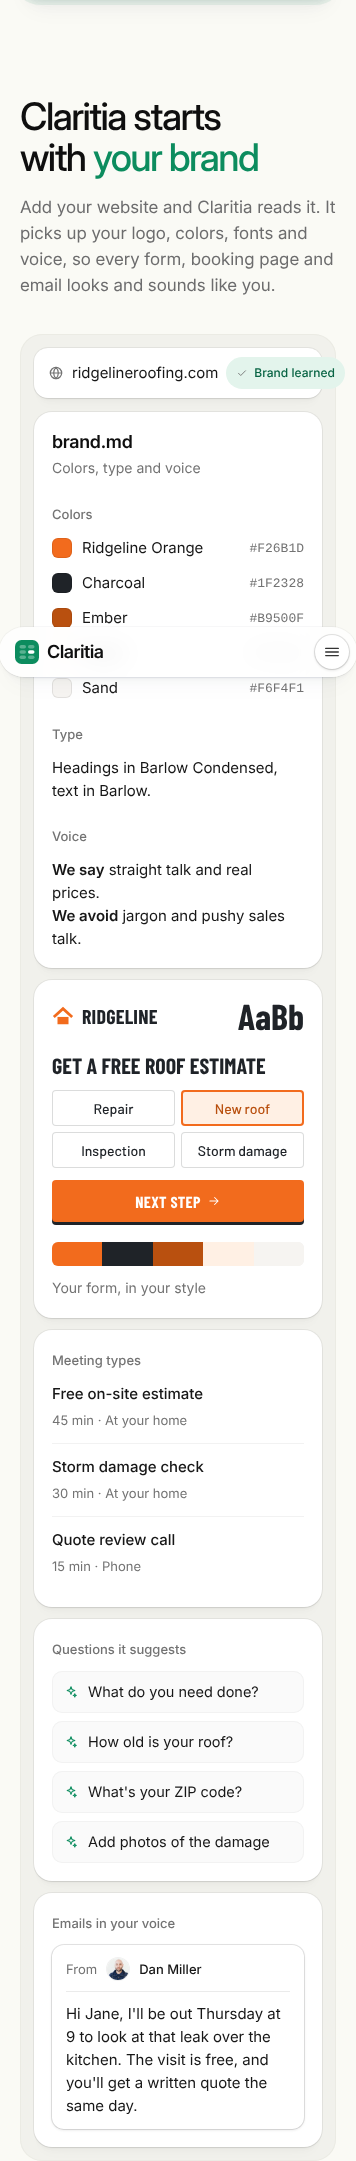 Claritia starts
with your brand
Add your website and Claritia reads it. It
picks up your logo, colors, fonts and
voice, so every form, booking page and
email looks and sounds like you.
ridgelineroofing.com
Brand learned
brand.md
Colors, type and voice
Colors
Ridgeline Orange #F26B1D
Charcoal #1F2328
Ember #B9500F
Claritia
Sand #F6F4F1
Type
Headings in Barlow Condensed,
text in Barlow.
Voice
We say straight talk and real
prices.
We avoid jargon and pushy sales
talk.
RIDGELINE
AaBb
GET A FREE ROOF ESTIMATE
Repair
New roof
Inspection
Storm damage
NEXT STEP →
Your form, in your style
Meeting types
Free on-site estimate
45 min · At your home
Storm damage check
30 min · At your home
Quote review call
15 min · Phone
Questions it suggests
What do you need done?
How old is your roof?
What's your ZIP code?
Add photos of the damage
Emails in your voice
From Dan Miller
Hi Jane, I'll be out Thursday at
9 to look at that leak over the
kitchen. The visit is free, and
you'll get a written quote the
same day.